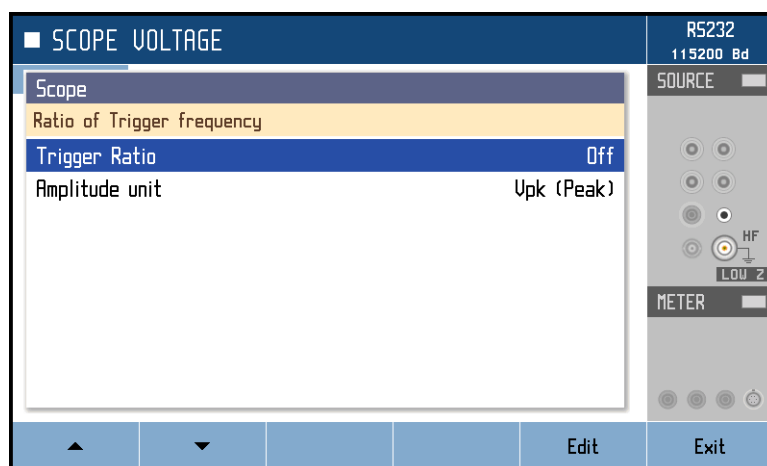 SCOPE VOLTAGE
RS232
115200 Bd
Scope
Ratio of Trigger frequency
Trigger Ratio Off
Amplitude unit Vpk (Peak)
SOURCE
HF
LOW Z
METER
Edit
Exit